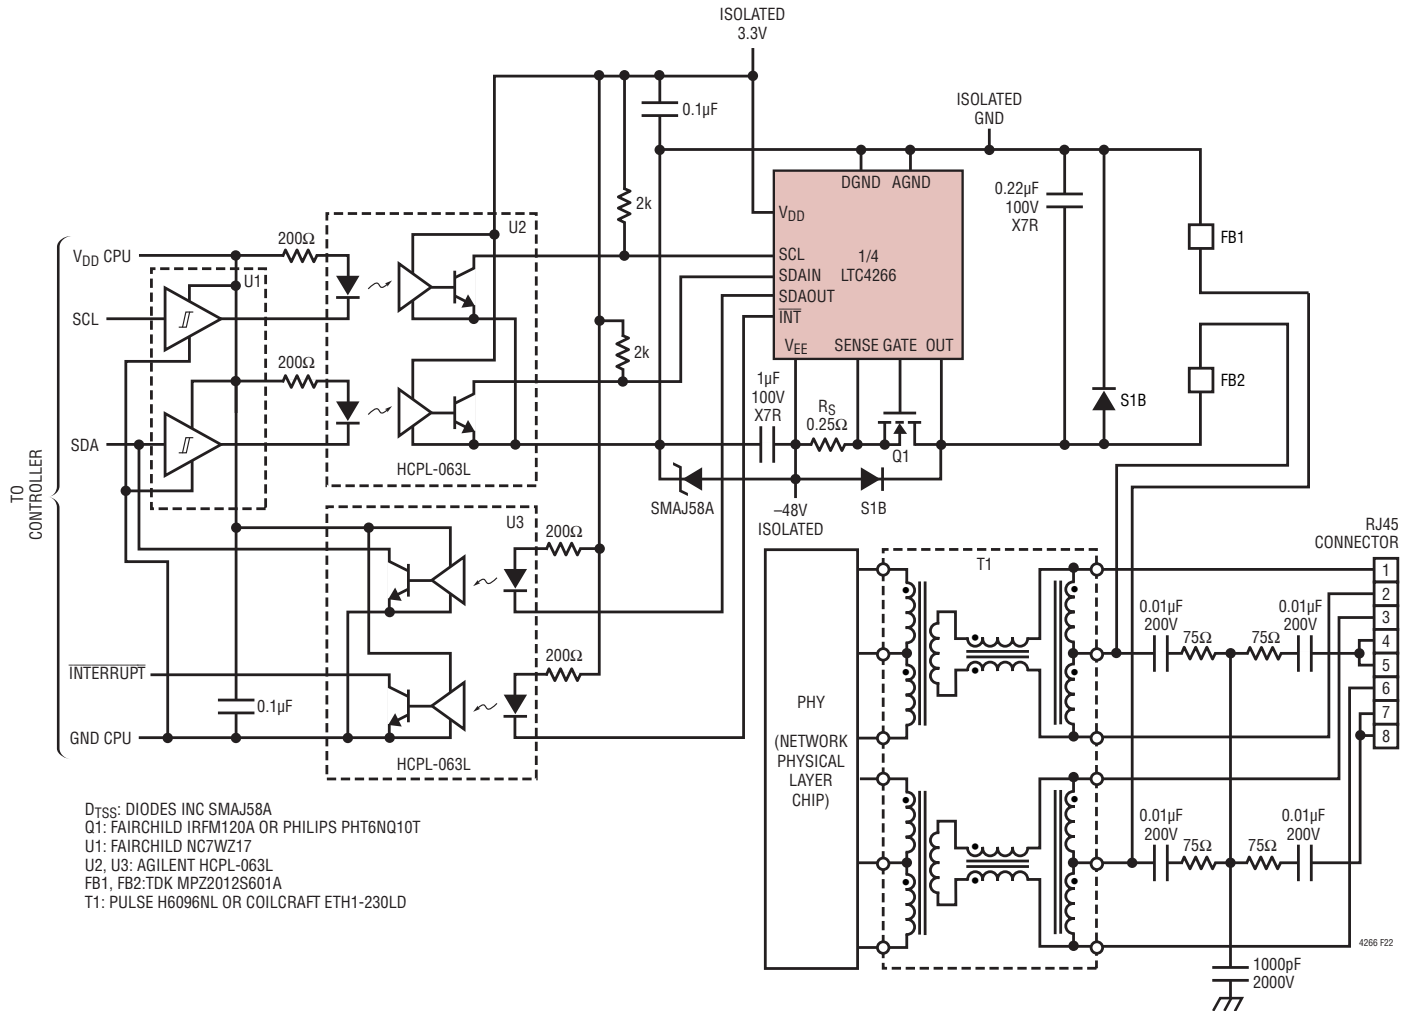 ISOLATED
3.3V
0.1µF
ISOLATED
GND
DGND AGND
VDD
SCL
SDAIN
SDAOUT
INT
VEE
SENSE GATE OUT
1/4
LTC4266
0.22µF
100V
X7R
FB1
FB2
S1B
2k
2k
U2
200Ω
VDD CPU
U1
SCL
200Ω
SDA
HCPL-063L
1µF
100V
X7R
RS
0.25Ω
Q1
SMAJ58A
–48V
ISOLATED
S1B
TO
CONTROLLER
U3
200Ω
200Ω
INTERRUPT
0.1µF
GND CPU
HCPL-063L
PHY
(NETWORK
PHYSICAL
LAYER
CHIP)
T1
RJ45
CONNECTOR
1
2
3
4
5
6
7
8
0.01µF
200V
75Ω
75Ω
0.01µF
200V
0.01µF
200V
75Ω
75Ω
0.01µF
200V
1000pF
2000V
4266 F22
DTSS: DIODES INC SMAJ58A
Q1: FAIRCHILD IRFM120A OR PHILIPS PHT6NQ10T
U1: FAIRCHILD NC7WZ17
U2, U3: AGILENT HCPL-063L
FB1, FB2:TDK MPZ2012S601A
T1: PULSE H6096NL OR COILCRAFT ETH1-230LD